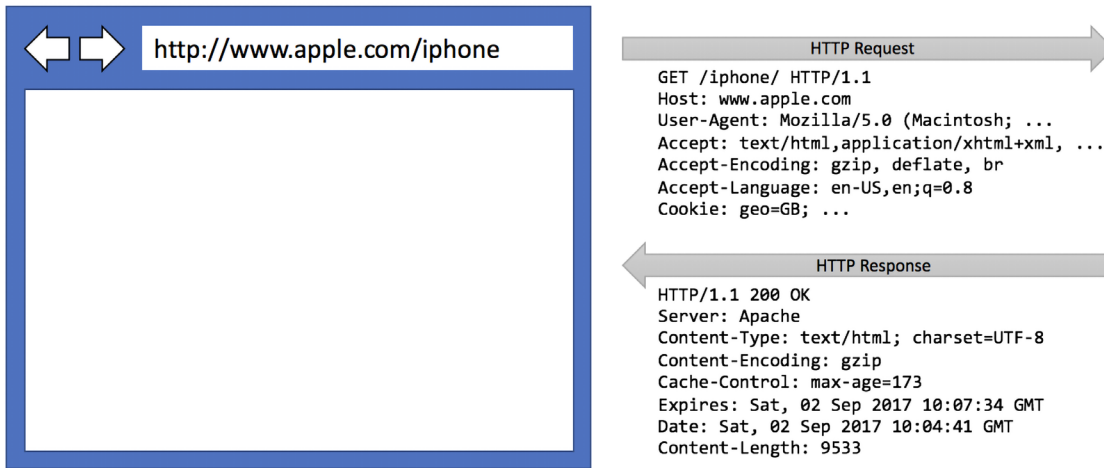 http://www.apple.com/iphone
HTTP Request
GET /iphone/ HTTP/1.1
Host: www.apple.com
User-Agent: Mozilla/5.0 (Macintosh; ...
Accept: text/html,application/xhtml+xml, ...
Accept-Encoding: gzip, deflate, br
Accept-Language: en-US,en;q=0.8
Cookie: geo=GB; ...
HTTP Response
HTTP/1.1 200 OK
Server: Apache
Content-Type: text/html; charset=UTF-8
Content-Encoding: gzip
Cache-Control: max-age=173
Expires: Sat, 02 Sep 2017 10:07:34 GMT
Date: Sat, 02 Sep 2017 10:04:41 GMT
Content-Length: 9533